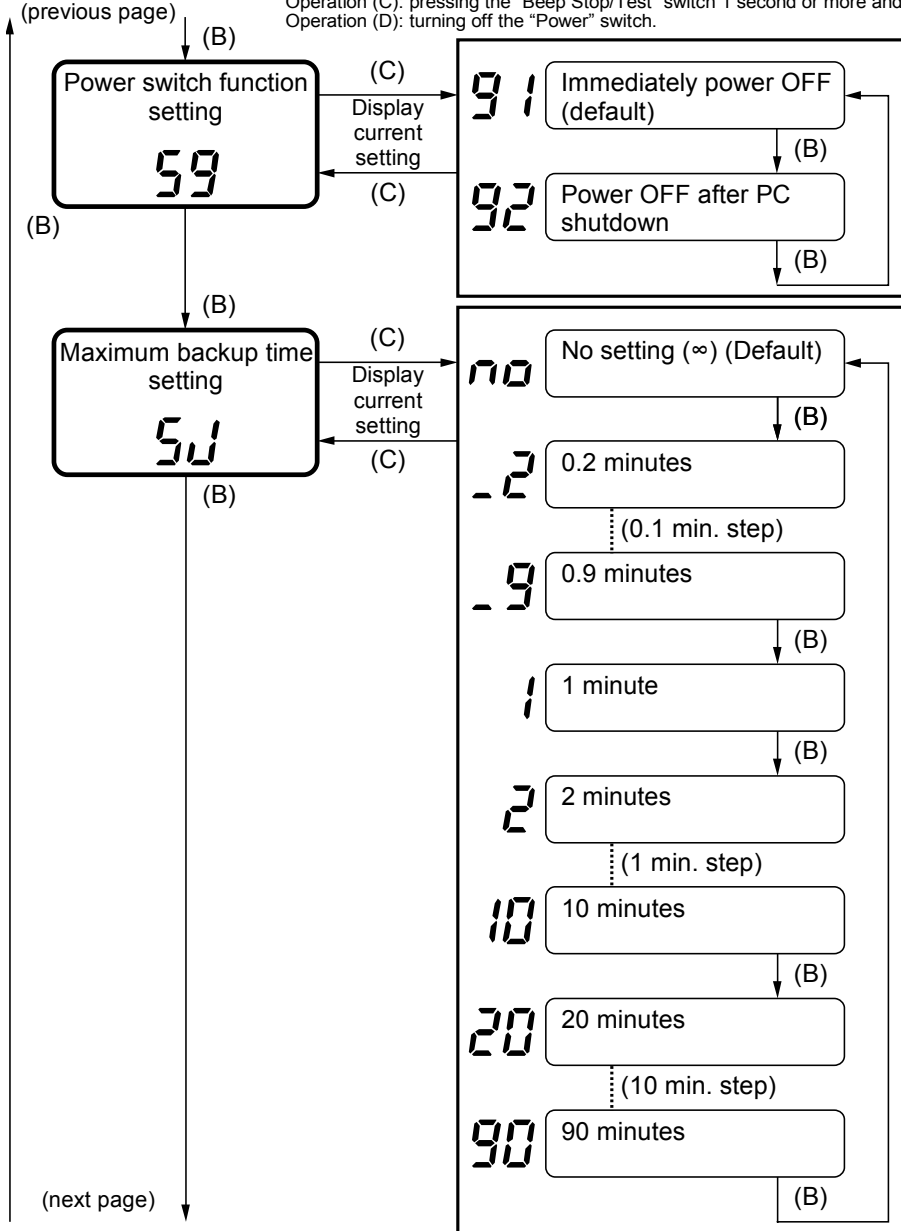 (previous page)
Operation (C): pressing the "Beep Stop/Test" switch 1 second or more and
Operation (D): turning off the “Power” switch.
(B)
Power switch function
setting
59
(C)
Display
current
setting
(C)
91
Immediately power OFF
(default)
(B)
92
Power OFF after PC
shutdown
(B)
(B)
(B)
Maximum backup time
setting
SJ
(C)
Display
current
setting
(C)
(B)
no
No setting (∞) (Default)
(B)
_2
0.2 minutes
(0.1 min. step)
_9
0.9 minutes
(B)
1
1 minute
(B)
2
2 minutes
(1 min. step)
10
10 minutes
(B)
20
20 minutes
(10 min. step)
90
90 minutes
(B)
(next page)